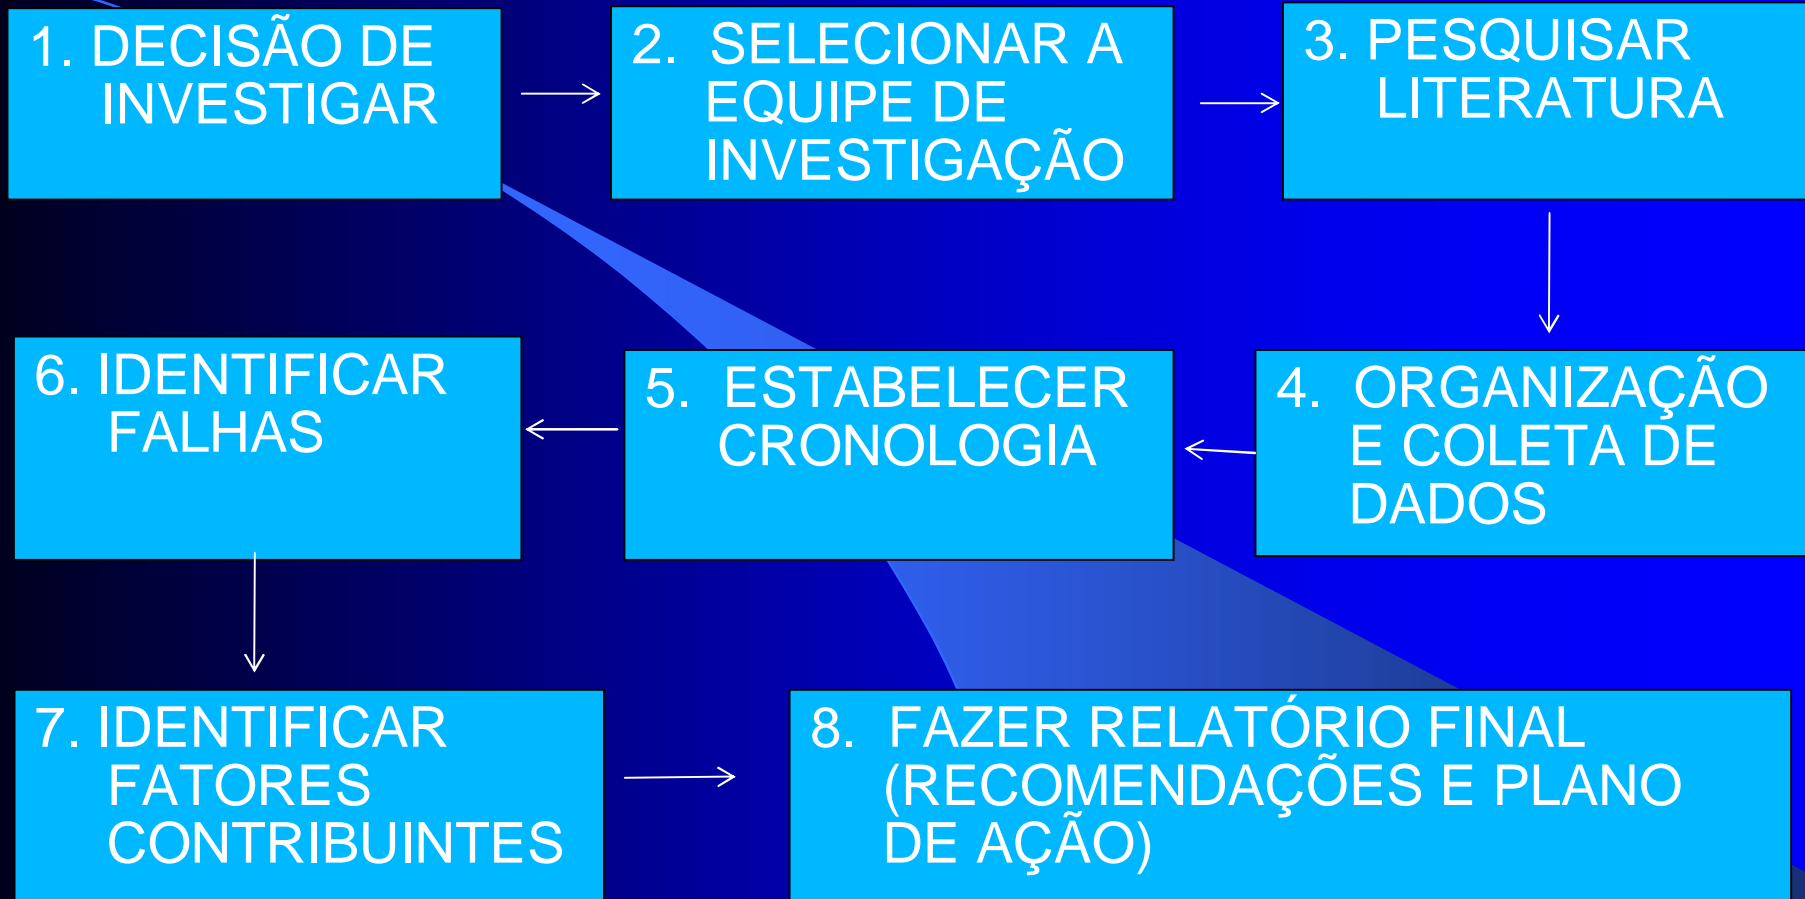 1. DECISÃO DE
INVESTIGAR
2. SELECIONAR A
EQUIPE DE
INVESTIGAÇÃO
3. PESQUISAR
LITERATURA
4. ORGANIZAÇÃO
E COLETA DE
DADOS
5. ESTABELECER
CRONOLOGIA
6. IDENTIFICAR
FALHAS
7. IDENTIFICAR
FATORES
CONTRIBUINTES
8. FAZER RELATÓRIO FINAL
(RECOMENDAÇÕES E PLANO
DE AÇÃO)